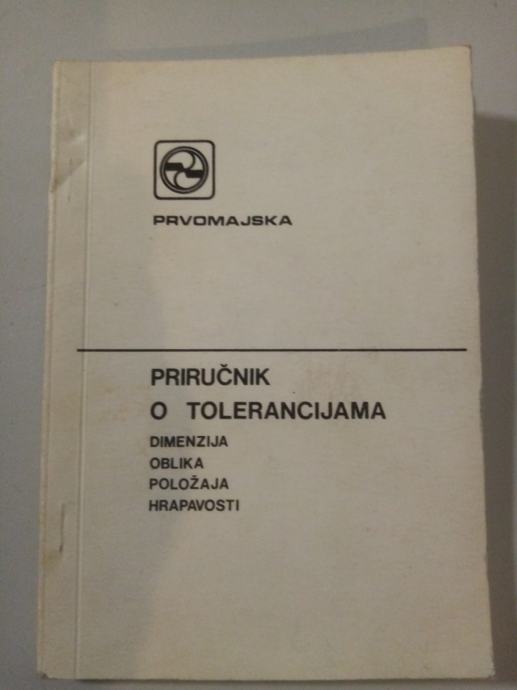 PRVOMAJSKA
PRIRUČNIK
O TOLERANCIJAMA
DIMENZIJA
OBLIKA
POLOŽAJA
HRAPAVOSTI